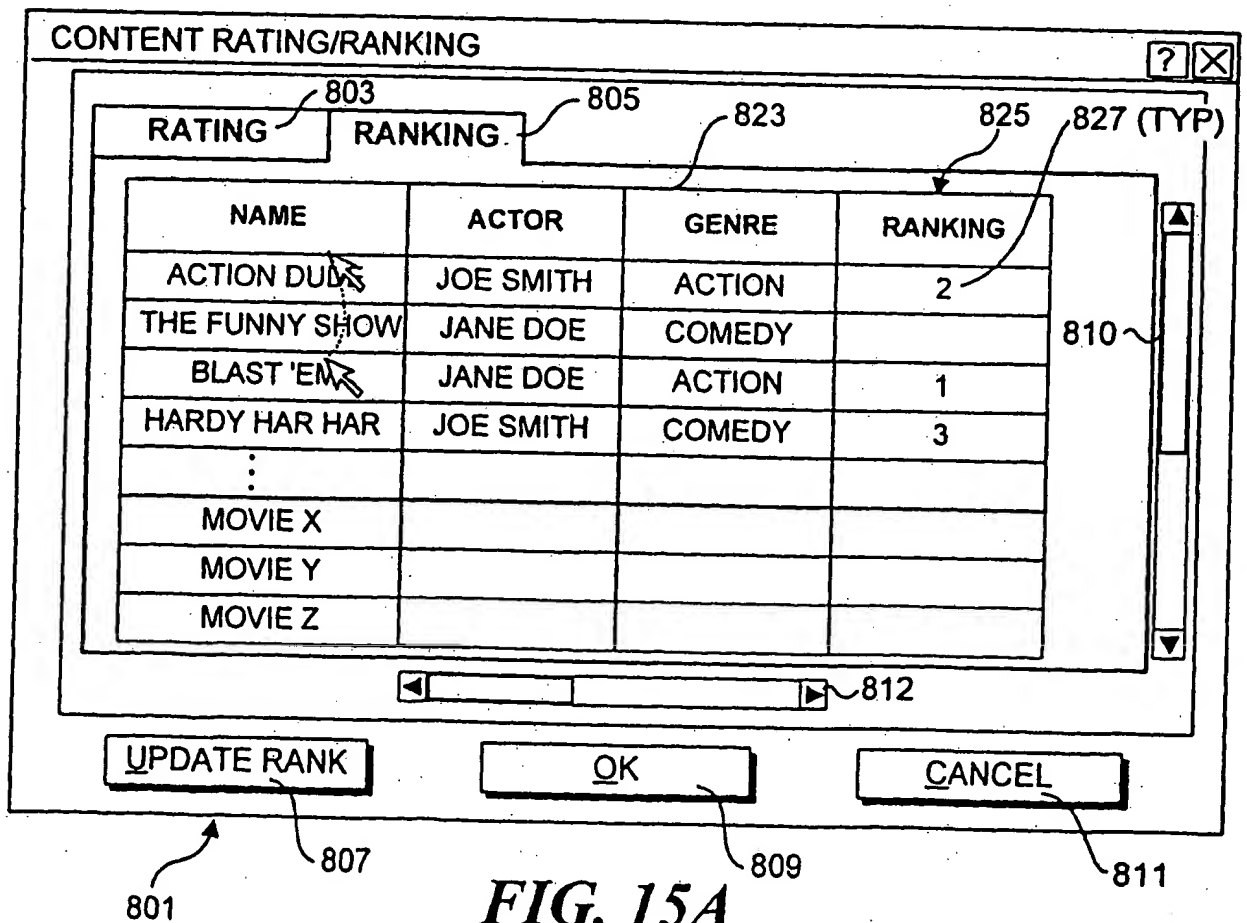 CONTENT RATING/RANKING
?
803
805
823
825
827 (TYP)
RATING
RANKING
NAME ACTOR GENRE RANKING
ACTION JOE SMITH ACTION 2
THE FUNNY SHOW JANE DOE COMEDY
810
BLAST 'EM JANE DOE ACTION 1
HARDY HAR HAR JOE SMITH COMEDY 3
⋮
MOVIE X
MOVIE Y
MOVIE Z
812
UPDATE RANK OK CANCEL
801
807
809
811
FIG. 15A